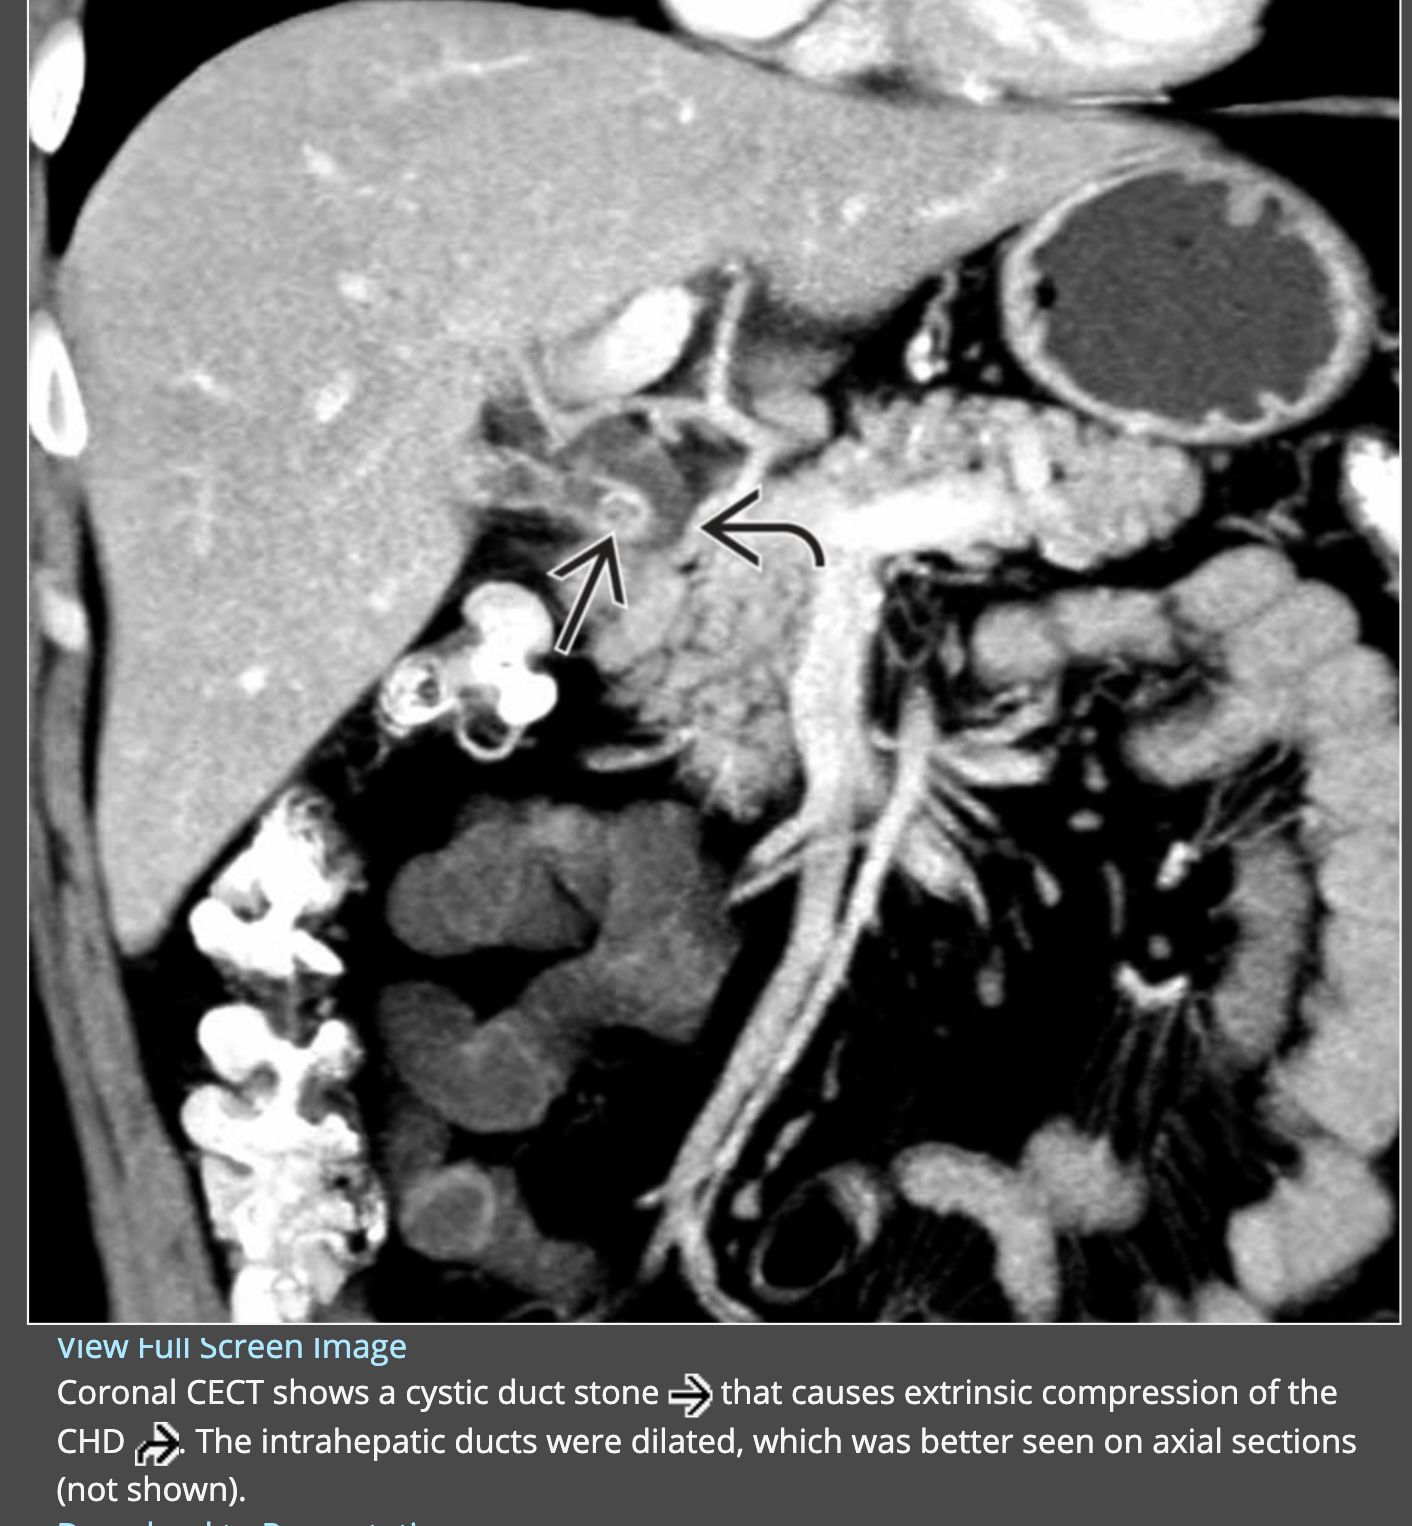 View Full Screen Image
Coronal CECT shows a cystic duct stone that causes extrinsic compression of the
CHD . The intrahepatic ducts were dilated, which was better seen on axial sections
(not shown).